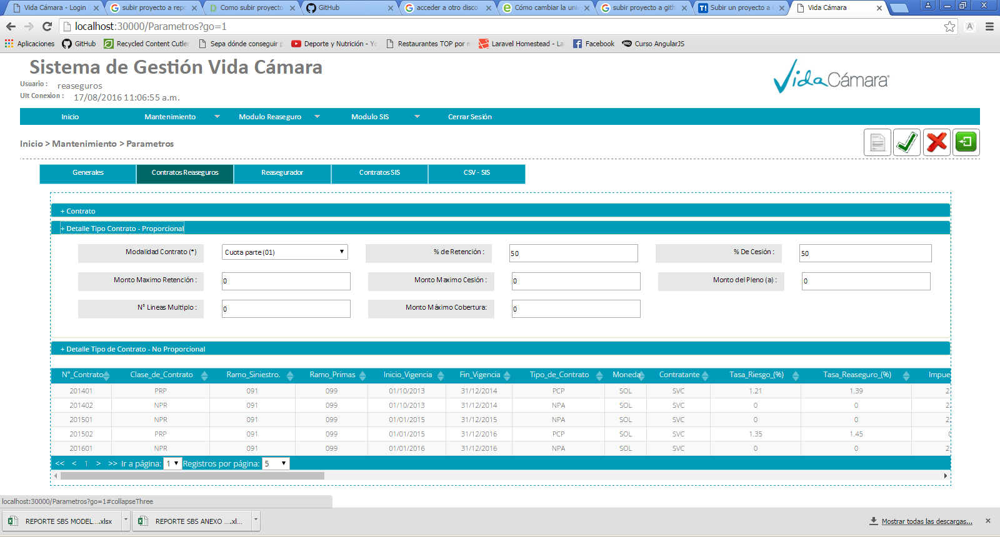 Vida Cámara - Login
subir proyecto a repo
Como subir proyecto
GitHub
acceder a otro disco
Cómo cambiar la uni
subir proyecto a gith
Subir un proyecto a
Vida Cámara
localhost:30000/Parametros?go=1
Aplicaciones
GitHub
Recycled Content Cutler
Sepa dónde conseguir
Deporte y Nutrición - Yo
Restaurantes TOP por
Laravel Homestead - La
Facebook
Curso AngularJS
Sistema de Gestión Vida Cámara
Usuario : reaseguros
Ult Conexion : 17/08/2016 11:06:55 a.m.
Vida Cámara
Inicio Mantenimiento Modulo Reaseguro Modulo SIS Cerrar Sesión
Inicio > Mantenimiento > Parametros
Generales Contratos Reaseguros Reasegurador Contratos SIS CSV - SIS
+ Contrato
+ Detalle Tipo Contrato - Proporcional
Modalidad Contrato (*) Cuota parte (01) % de Retención : 50 % De Cesión : 50
Monto Maximo Retención : 0 Monto Maximo Cesión : 0 Monto del Pleno (a) : 0
N° Lineas Multiplo : 0 Monto Máximo Cobertura: 0
+ Detalle Tipo de Contrato - No Proporcional
N°_Contrato Clase_de_Contrato Ramo_Siniestro. Ramo_Primas Inicio_Vigencia Fin_Vigencia Tipo_de_Contrato Moneda Contratante Tasa_Riesgo_(%) Tasa_Reaseguro_(%) Impue
201401 PRP 091 099 01/10/2013 31/12/2014 PCP SOL SVC 1.21 1.39 2.
201402 NPR 091 099 01/10/2013 31/12/2014 NPA SOL SVC 0 0 2.
201501 NPR 091 099 01/01/2015 31/12/2015 NPA SOL SVC 0 0 2.
201502 PRP 091 099 01/01/2015 31/12/2016 PCP SOL SVC 1.35 1.45 0
201601 NPR 091 099 01/01/2016 31/12/2016 NPA SOL SVC 0 0 2.
<< < 1 > >> Ir a página: 1 Registros por página: 5
localhost:30000/Parametros?go=1#collapseThree
REPORTE SBS MODEL....xlsx
REPORTE SBS ANEXO ....xl...
Mostrar todas las descargas...